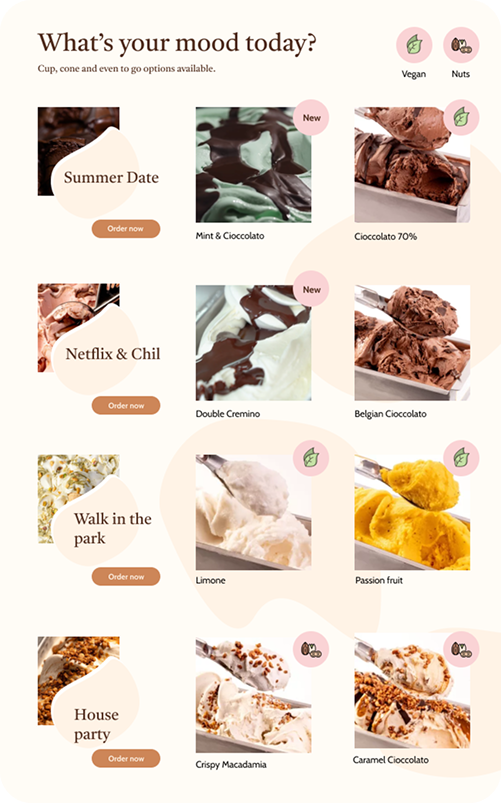 What's your mood today?
Cup, cone and even to go options available.
Vegan
Nuts
Summer Date
Order now
New
Mint & Cioccolato
Cioccolato 70%
Netflix & Chil
Order now
New
Double Cremino
Belgian Cioccolato
Walk in the
park
Order now
Limone
Passion fruit
House
party
Order now
Crispy Macadamia
Caramel Cioccolato